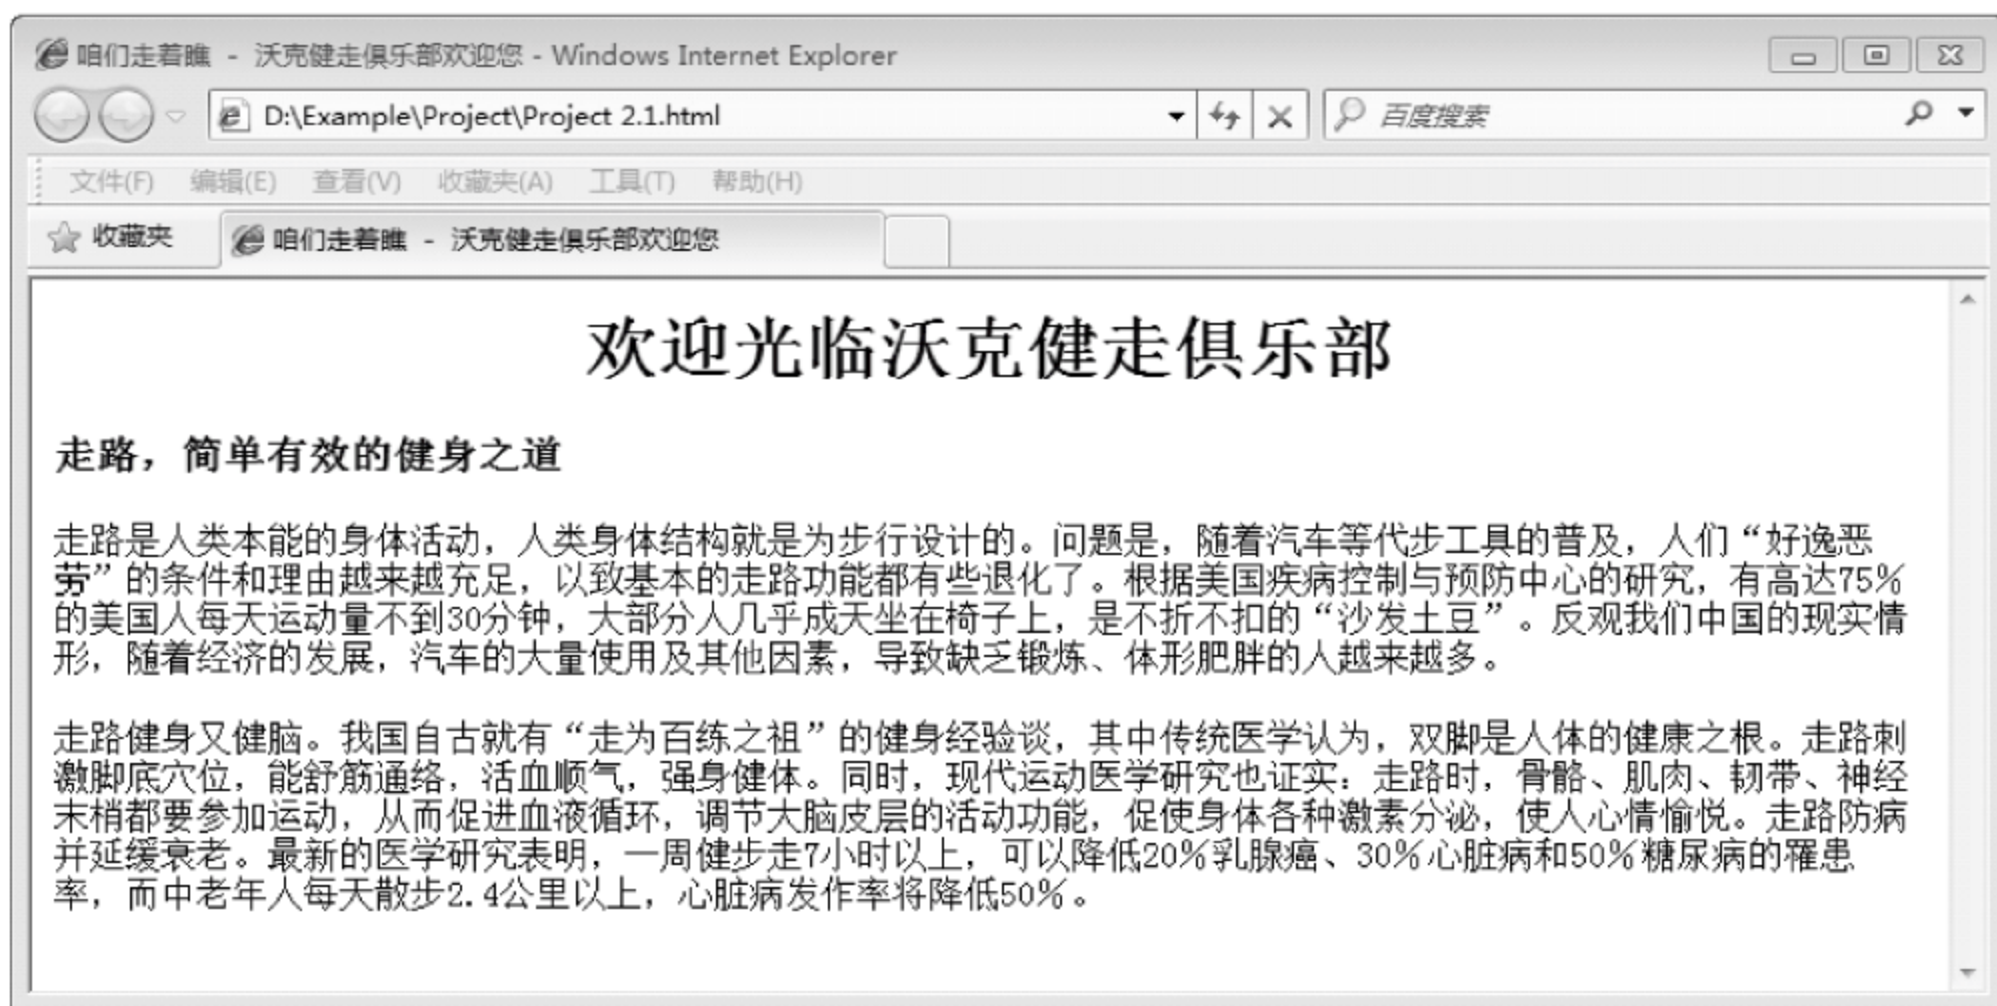 咱们走着瞧 - 沃克健走俱乐部欢迎您 - Windows Internet Explorer
D:\Example\Project\Project 2.1.html
百度搜索
文件(F) 编辑(E) 查看(V) 收藏夹(A) 工具(T) 帮助(H)
收藏夹 咱们走着瞧 - 沃克健走俱乐部欢迎您
欢迎光临沃克健走俱乐部
走路，简单有效的健身之道
走路是人类本能的身体活动，人类身体结构就是为步行设计的。问题是，随着汽车等代步工具的普及，人们“好逸恶
劳”的条件和理由越来越充足，以致基本的走路功能都有些退化了。根据美国疾病控制与预防中心的研究，有高达75%
的美国人每天运动量不到30分钟，大部分人几乎成天坐在椅子上，是不折不扣的“沙发土豆”。反观我们中国的现实情
形，随着经济的发展，汽车的大量使用及其他因素，导致缺乏锻炼、体形肥胖的人越来越多。
走路健身又健脑。我国自古就有“走为百练之祖”的健身经验谈，其中传统医学认为，双脚是人体的健康之根。走路刺
激脚底穴位，能舒筋通络，活血顺气，强身健体。同时，现代运动医学研究也证实：走路时，骨骼、肌肉、韧带、神经
末梢都要参加运动，从而促进血液循环，调节大脑皮层的活动功能，促使身体各种激素分泌，使人心情愉悦。走路防病
并延缓衰老。最新的医学研究表明，一周健步走7小时以上，可以降低20%乳腺癌、30%心脏病和50%糖尿病的罹患
率，而中老年人每天散步2.4公里以上，心脏病发作率将降低50%。